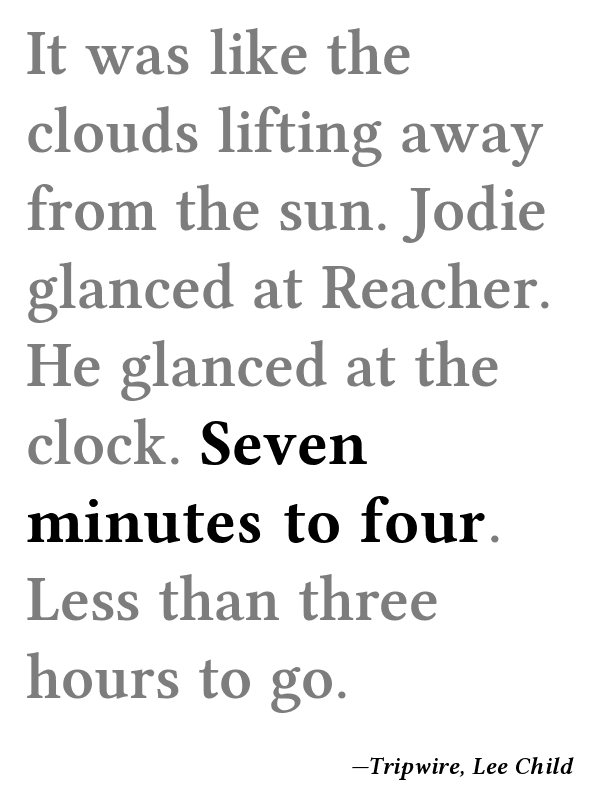 It was like the
clouds lifting away
from the sun. Jodie
glanced at Reacher.
He glanced at the
clock. Seven
minutes to four.
Less than three
hours to go.
—Tripwire, Lee Child